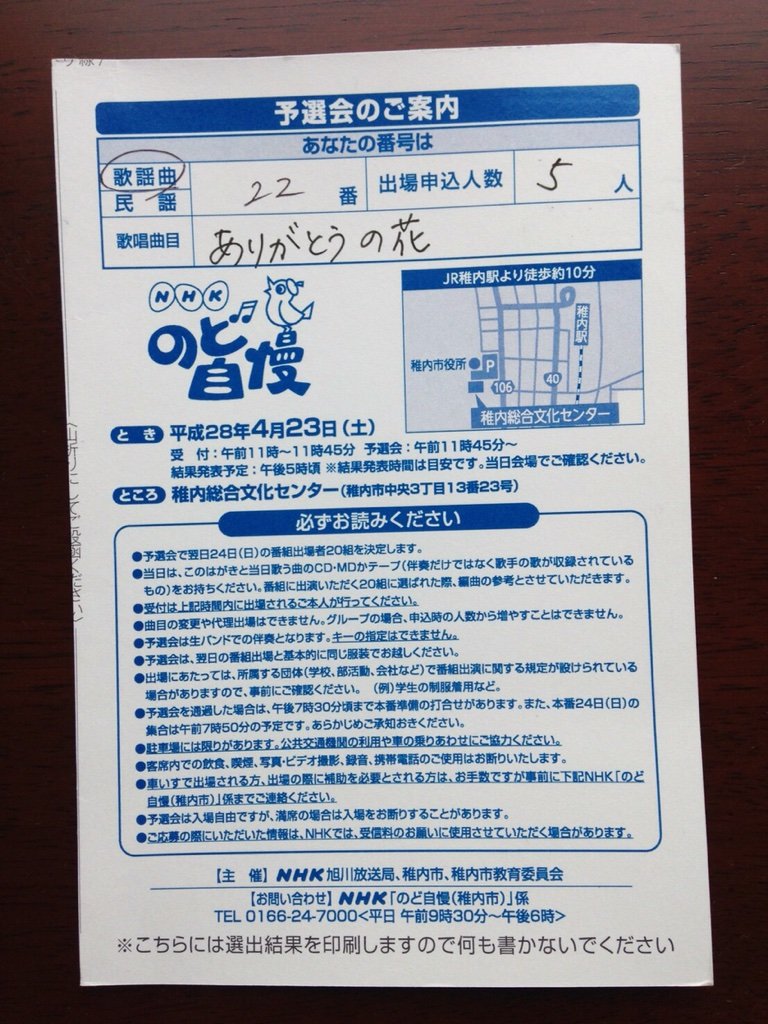 予選会のご案内
あなたの番号は
歌謡曲
民謡
22 番
出場申込人数
5 人
歌唱曲目
ありがとうの花
NHK
のど
自慢
JR稚内駅より徒歩約10分
稚内駅
稚内市役所 P
106
40
稚内総合文化センター
とき 平成28年4月23日(土)
受 付:午前11時~11時45分 予選会:午前11時45分~
結果発表予定:午後5時頃 ※結果発表時間は目安です。当日会場でご確認ください。
ところ 稚内総合文化センター(稚内市中央3丁目13番23号)
必ずお読みください
●予選会で翌日24日(日)の番組出場者20組を決定します。
●当日は、このはがきと当日歌う曲のCD・MDかテープ(伴奏だけではなく歌手の歌が収録されている
もの)をお持ちください。番組に出演いただく20組に選ばれた際、編曲の参考とさせていただきます。
●受付は上記時間内に出場されるご本人が行ってください。
●曲目の変更や代理出場はできません。グループの場合、申込時の人数から増やすことはできません。
●予選会は生バンドでの伴奏となります。キーの指定はできません。
●予選会は、翌日の番組出場と基本的に同じ服装でお越しください。
●出場にあたっては、所属する団体(学校、部活動、会社など)で番組出演に関する規定が設けられている
場合がありますので、事前にご確認ください。 (例)学生の制服着用など。
●予選会を通過した場合は、午後7時30分頃まで本番準備の打合せがあります。また、本番24日(日)の
集合は午前7時50分の予定です。あらかじめご承知おきください。
●駐車場には限りがあります。公共交通機関の利用や車の乗りあわせにご協力ください。
●客席内での飲食、喫煙、写真・ビデオ撮影、録音、携帯電話のご使用はお断りいたします。
●車いすで出場される方、出場の際に補助を必要とされる方は、お手数ですが事前に下記NHK「のど
自慢(稚内市)」係までご連絡ください。
●予選会は入場自由ですが、満席の場合は入場をお断りすることがあります。
●ご応募の際にいただいた情報は、NHKでは、受信料のお願いに使用させていただく場合があります。
【主 催】NHK旭川放送局、稚内市、稚内市教育委員会
【お問い合わせ】NHK「のど自慢(稚内市)」係
TEL 0166-24-7000<平日 午前9時30分~午後6時>
※こちらには選出結果を印刷しますので何も書かないでください